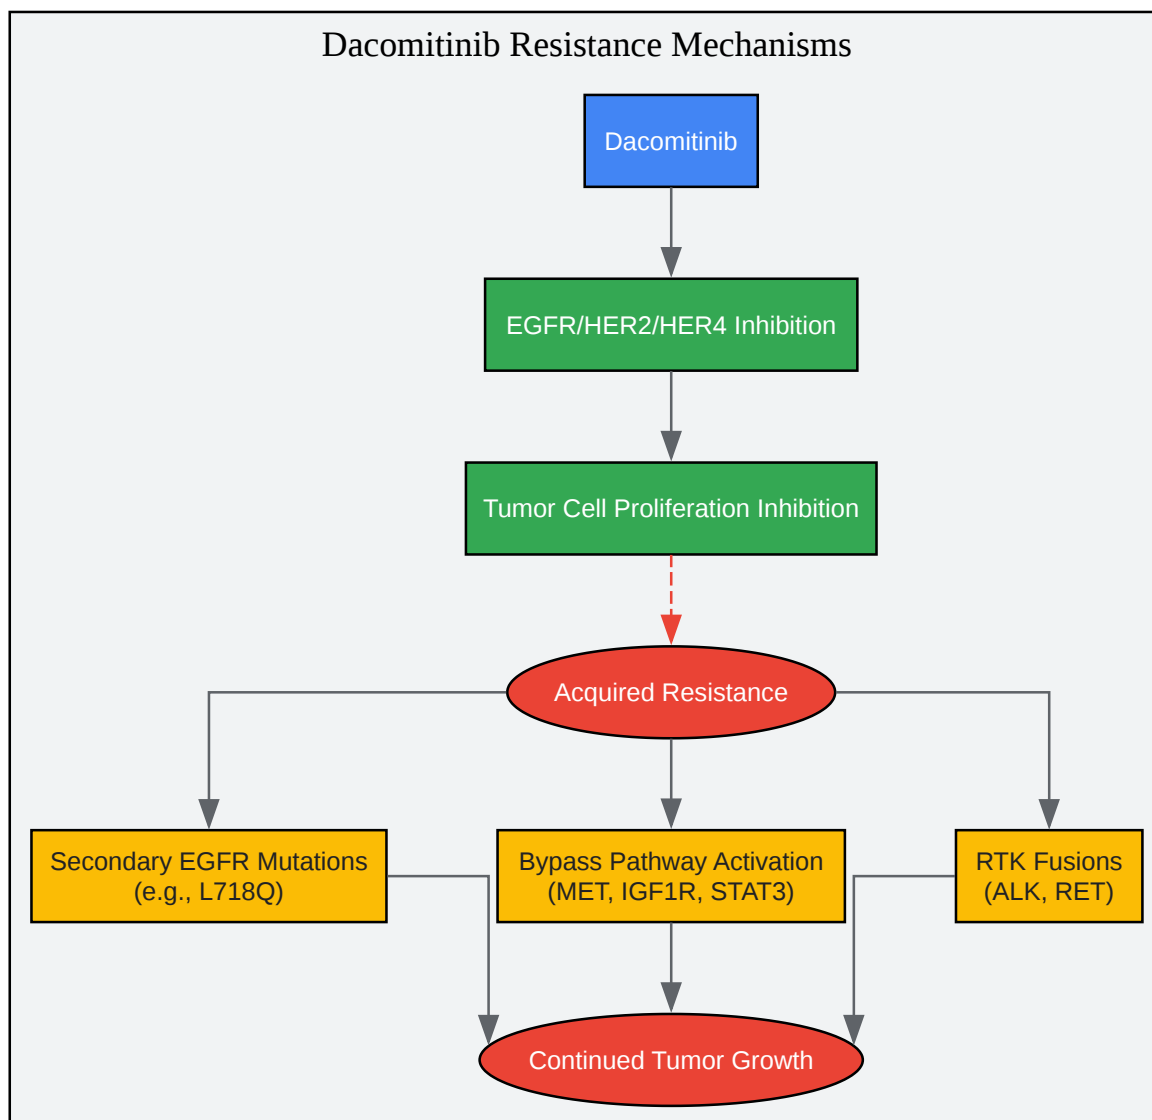 Dacomitinib Resistance Mechanisms
Dacomitinib
EGFR/HER2/HER4 Inhibition
Tumor Cell Proliferation Inhibition
Acquired Resistance
Secondary EGFR Mutations
(e.g., L718Q)
Bypass Pathway Activation
(MET, IGF1R, STAT3)
RTK Fusions
(ALK, RET)
Continued Tumor Growth